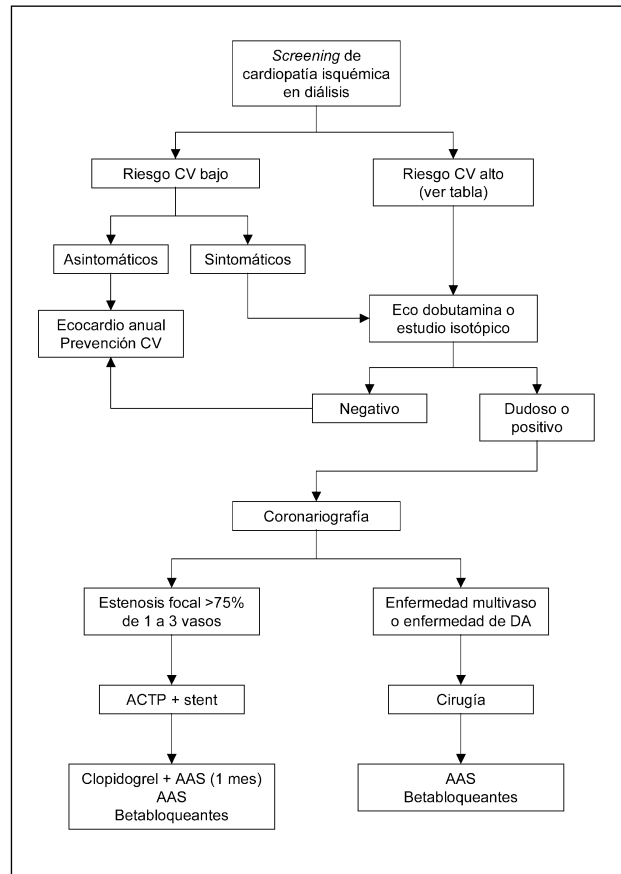 Screening de
cardiopatía isquémica
en diálisis
Riesgo CV bajo
Riesgo CV alto
(ver tabla)
Asintomáticos
Sintomáticos
Ecocardio anual
Prevención CV
Eco dobutamina o
estudio isotópico
Negativo
Dudoso o
positivo
Coronariografía
Estenosis focal >75%
de 1 a 3 vasos
Enfermedad multivaso
o enfermedad de DA
ACTP + stent
Cirugía
Clopidogrel + AAS (1 mes)
AAS
Betabloqueantes
AAS
Betabloqueantes